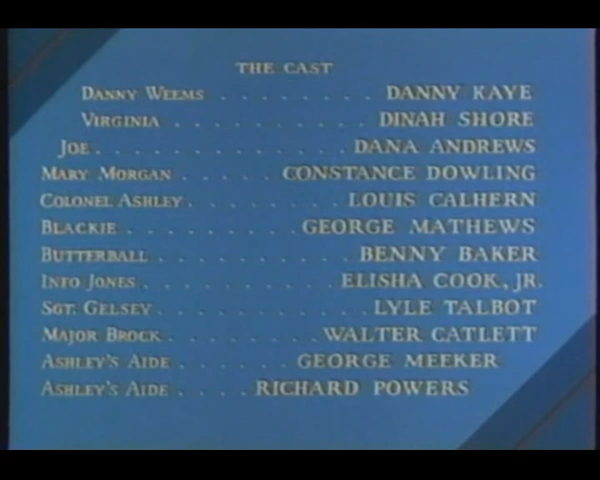 THE CAST
DANNY WEEMS . . . . . . . . DANNY KAYE
VIRGINIA . . . . . . . . . DINAH SHORE
JOE . . . . . . . . . . . DANA ANDREWS
MARY MORGAN . . . . . CONSTANCE DOWLING
COLONEL ASHLEY . . . . . . . LOUIS CALHERN
BLACKIE . . . . . . . . GEORGE MATHEWS
BUTTERBALL . . . . . . . . . BENNY BAKER
INFO JONES . . . . . . . . ELISHA COOK, JR.
SGT. GELSEY . . . . . . . . . LYLE TALBOT
MAJOR BROCK . . . . . . . WALTER CATLETT
ASHLEY'S AIDE . . . . . . GEORGE MEEKER
ASHLEY'S AIDE . . . . RICHARD POWERS